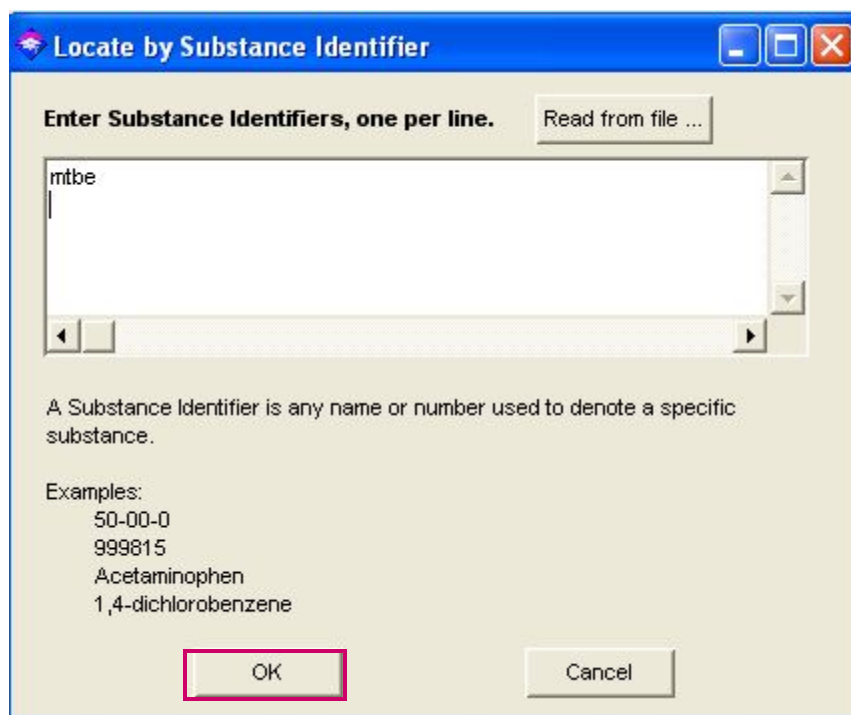 Locate by Substance Identifier
Enter Substance Identifiers, one per line.
Read from file ...
mtbe
A Substance Identifier is any name or number used to denote a specific
substance.
Examples:
50-00-0
999815
Acetaminophen
1,4-dichlorobenzene
OK
Cancel